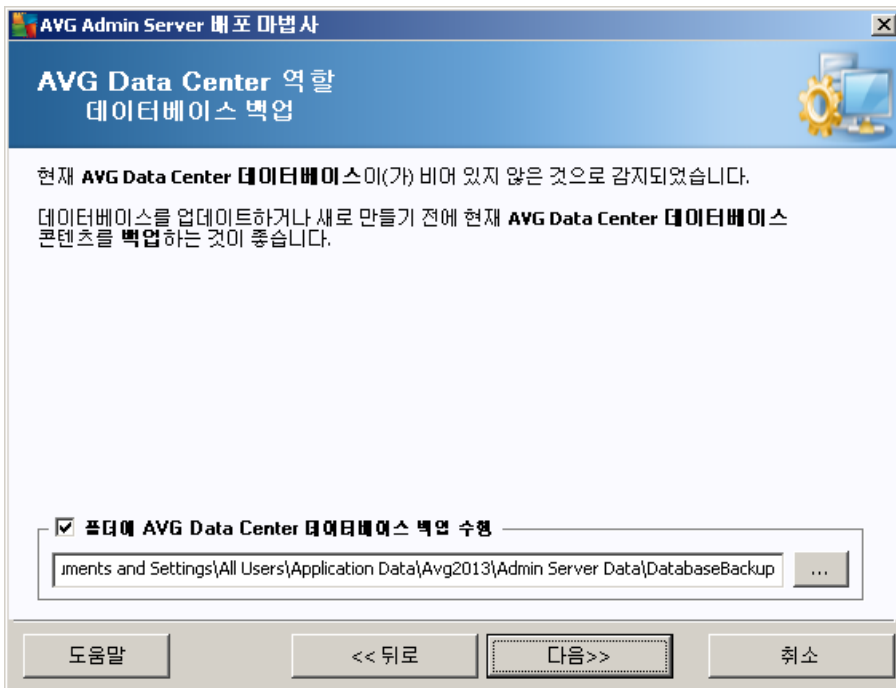 AVG Admin Server 배포 마법사
AVG Data Center 역할
데이터베이스 백업
현재 AVG Data Center 데이터베이스이(가) 비어 있지 않은 것으로 감지되었습니다.
데이터베이스를 업데이트하거나 새로 만들기 전에 현재 AVG Data Center 데이터베이스
콘텐츠를 백업하는 것이 좋습니다.
폴더에 AVG Data Center 데이터베이스 백업 수행
uments and Settings\All Users\Application Data\Avg2013\Admin Server Data\DatabaseBackup ...
도움말 << 뒤로 다음>> 취소